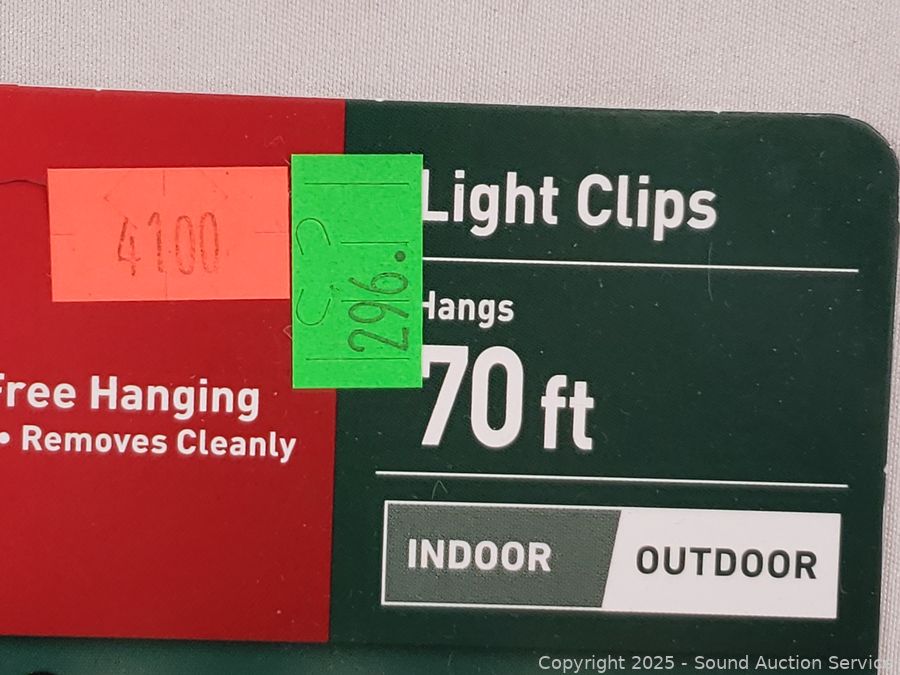 4100
296.
Light Clips
Hangs
70 ft
Free Hanging
• Removes Cleanly
INDOOR
OUTDOOR
Copyright 2025 - Sound Auction Service